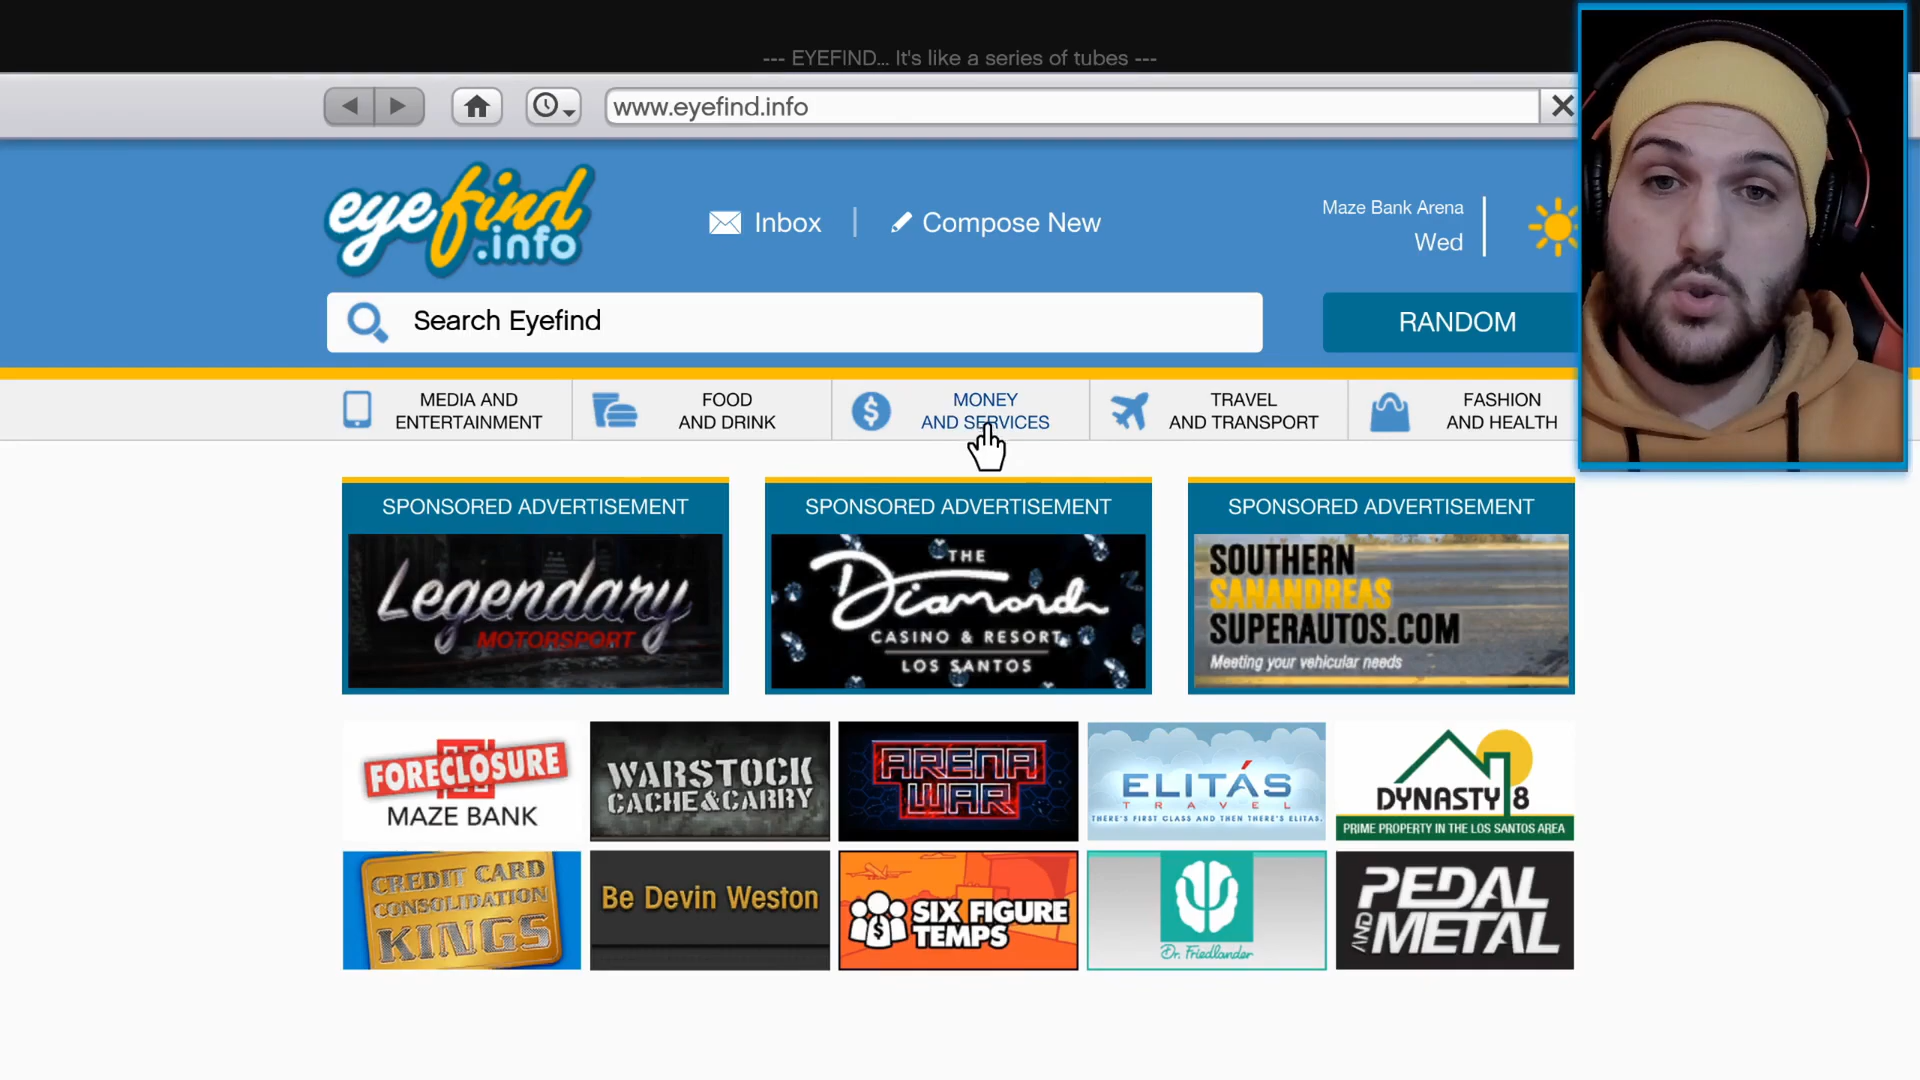 --- EYEFIND... It's like a series of tubes ---
www.eyefind.info
eyefind
.info
Inbox
Compose New
Maze Bank Arena
Wed
Search Eyefind
RANDOM
MEDIA AND
ENTERTAINMENT
FOOD
AND DRINK
MONEY
AND SERVICES
TRAVEL
AND TRANSPORT
FASHION
AND HEALTH
SPONSORED ADVERTISEMENT
Legendary
MOTORSPORT
SPONSORED ADVERTISEMENT
THE
Diamond
CASINO & RESORT
LOS SANTOS
SPONSORED ADVERTISEMENT
SOUTHERN
SANANDREAS
SUPERAUTOS.COM
Meeting your vehicular needs
FORECLOSURE
MAZE BANK
WARSTOCK
CACHE&CARRY
ARENA
WAR
ELITÁS
TRAVEL
THERE'S FIRST CLASS AND THEN THERE'S ELITAS.
DYNASTY 8
PRIME PROPERTY IN THE LOS SANTOS AREA
CREDIT CARD
CONSOLIDATION
KINGS
Be Devin Weston
SIX FIGURE
TEMPS
Dr. Friedlander
PEDAL
AND METAL